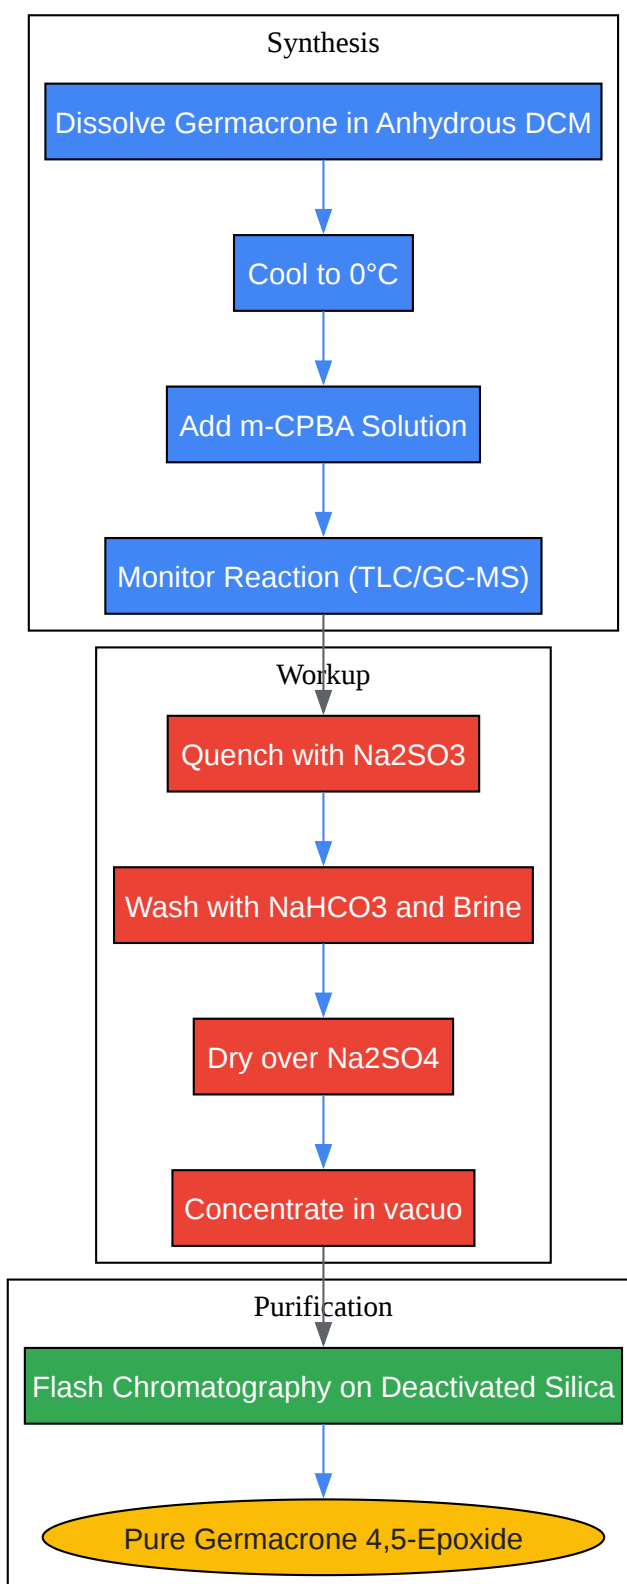 Synthesis
Dissolve Germacrone in Anhydrous DCM
Cool to 0°C
Add m-CPBA Solution
Monitor Reaction (TLC/GC-MS)
Workup
Quench with Na2SO3
Wash with NaHCO3 and Brine
Dry over Na2SO4
Concentrate in vacuo
Purification
Flash Chromatography on Deactivated Silica
Pure Germacrone 4,5-Epoxide